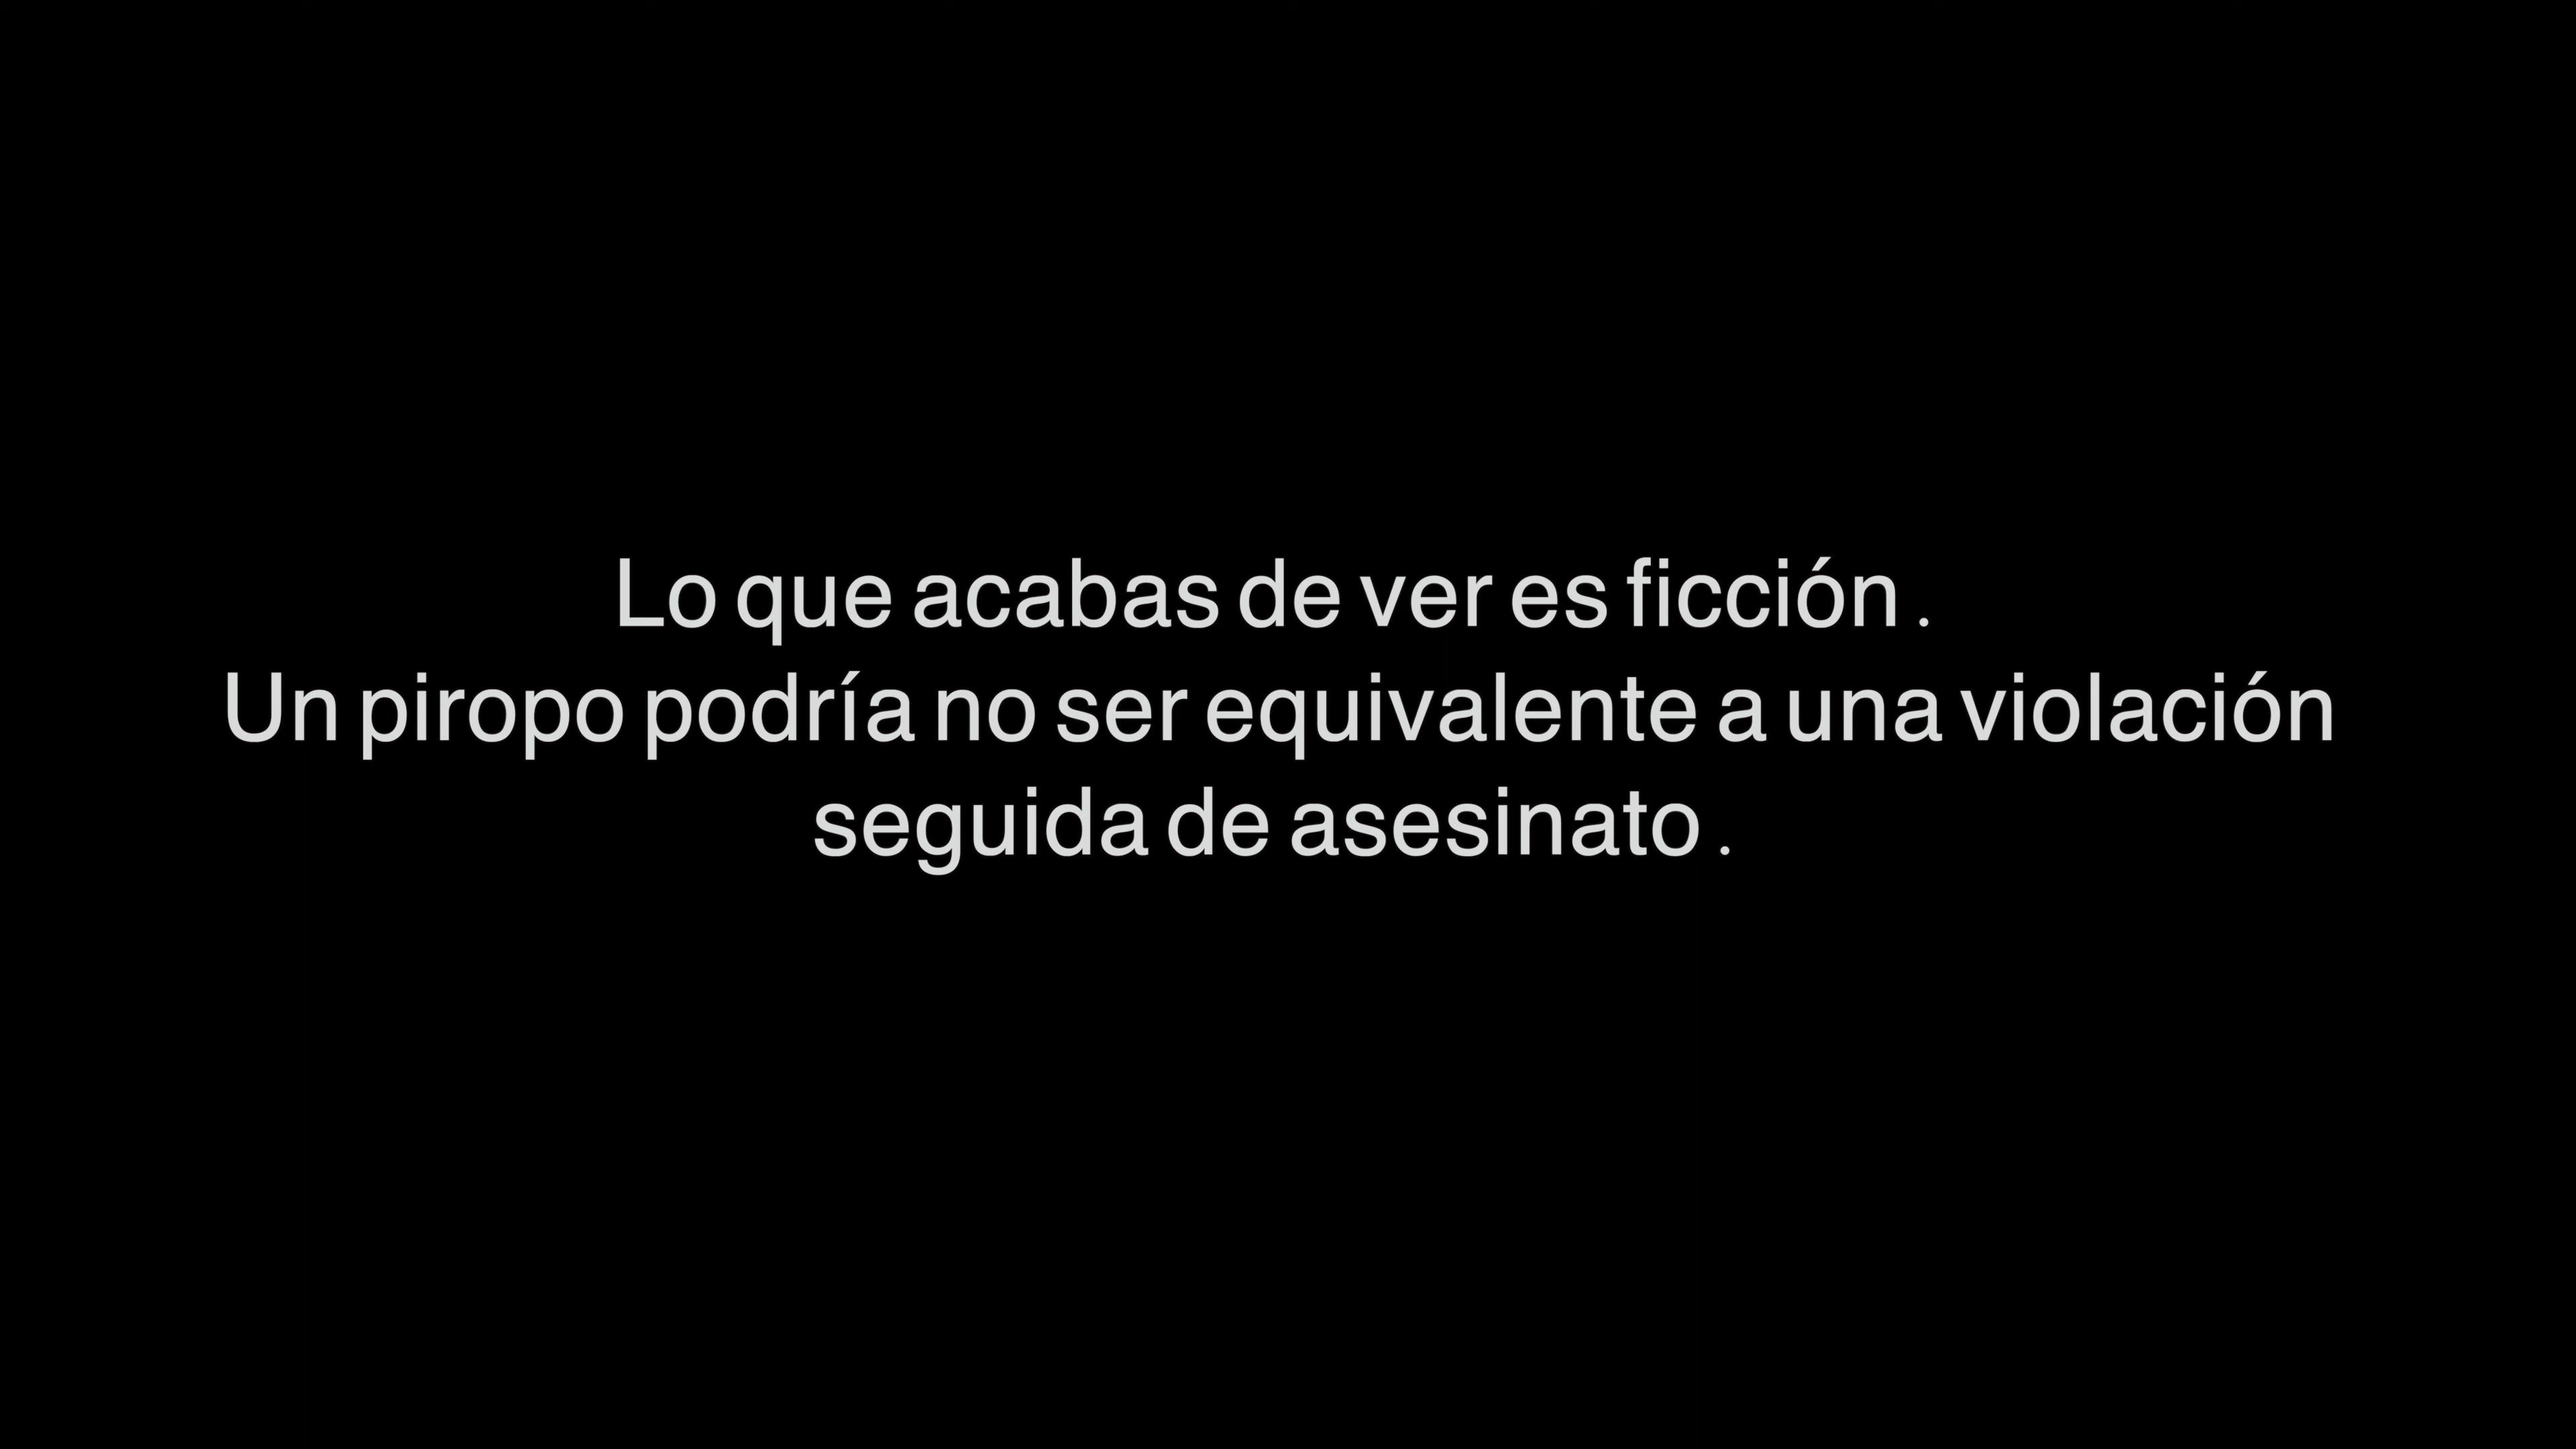 Lo que acabas de ver es ficción.
Un piropo podría no ser equivalente a una violación
seguida de asesinato.